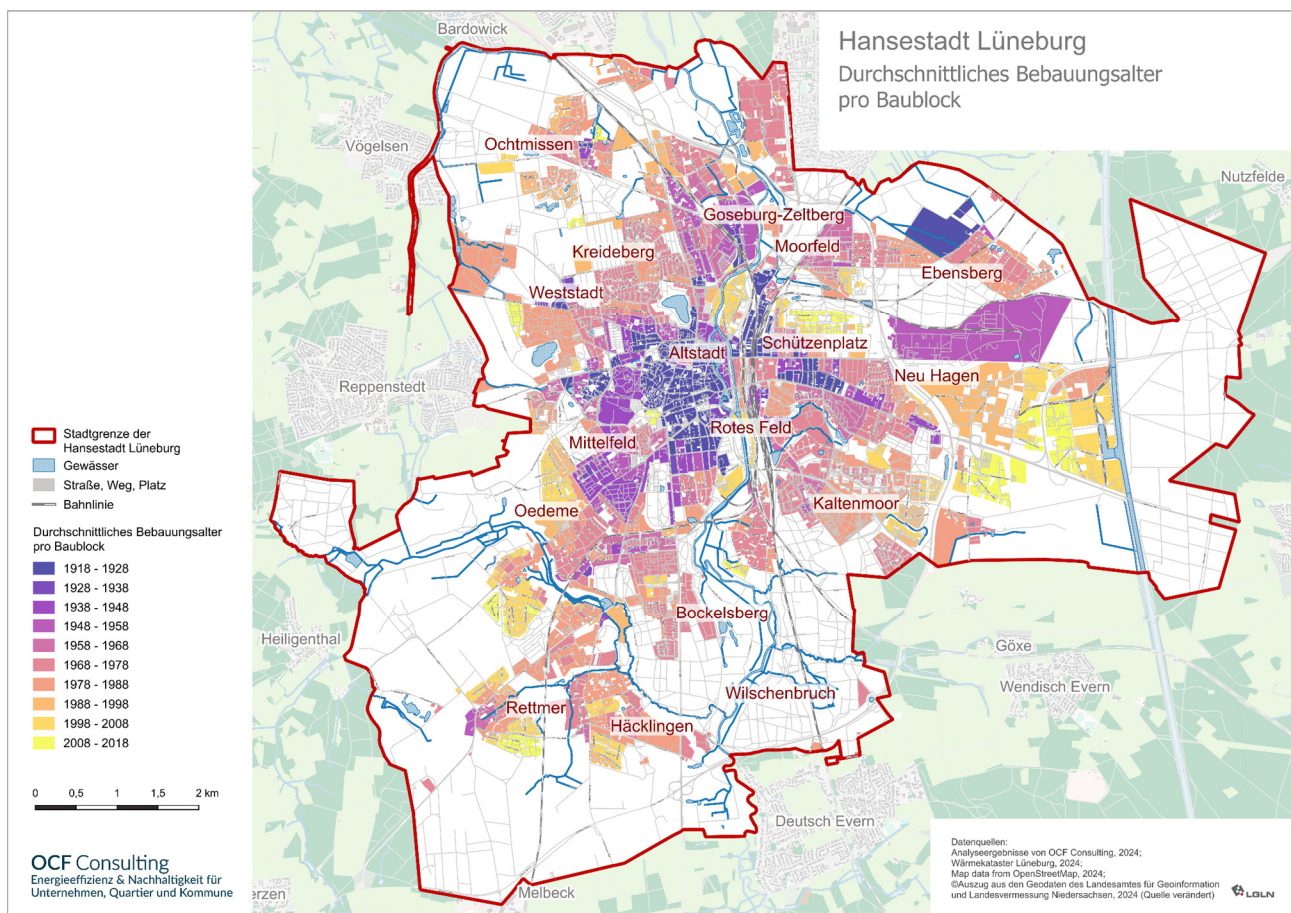 Hansestadt Lüneburg
Durchschnittliches Bebauungsalter
pro Baublock
Bardowick
Vögelsen
Ochtmissen
Nutzfelde
Goseburg-Zeltberg
Moorfeld
Kreideberg
Ebensberg
Weststadt
Altstadt
Schützenplatz
Reppenstedt
Neu Hagen
Rotes Feld
Mittelfeld
Kaltenmoor
Oedeme
Bockelsberg
Heiligenthal
Göxe
Wendisch Evern
Wilschenbruch
Rettmer
Häcklingen
Deutsch Evern
Melbeck
erzen
Stadtgrenze der
Hansestadt Lüneburg
Gewässer
Straße, Weg, Platz
Bahnlinie
Durchschnittliches Bebauungsalter
pro Baublock
1918 - 1928
1928 - 1938
1938 - 1948
1948 - 1958
1958 - 1968
1968 - 1978
1978 - 1988
1988 - 1998
1998 - 2008
2008 - 2018
0 0,5 1 1,5 2 km
OCF Consulting
Energieeffizienz & Nachhaltigkeit für
Unternehmen, Quartier und Kommune
Datenquellen:
Analyseergebnisse von OCF Consulting, 2024;
Wärmekataster Lüneburg, 2024;
Map data from OpenStreetMap, 2024;
©Auszug aus den Geodaten des Landesamtes für Geoinformation
und Landesvermessung Niedersachsen, 2024 (Quelle verändert)
LGLN